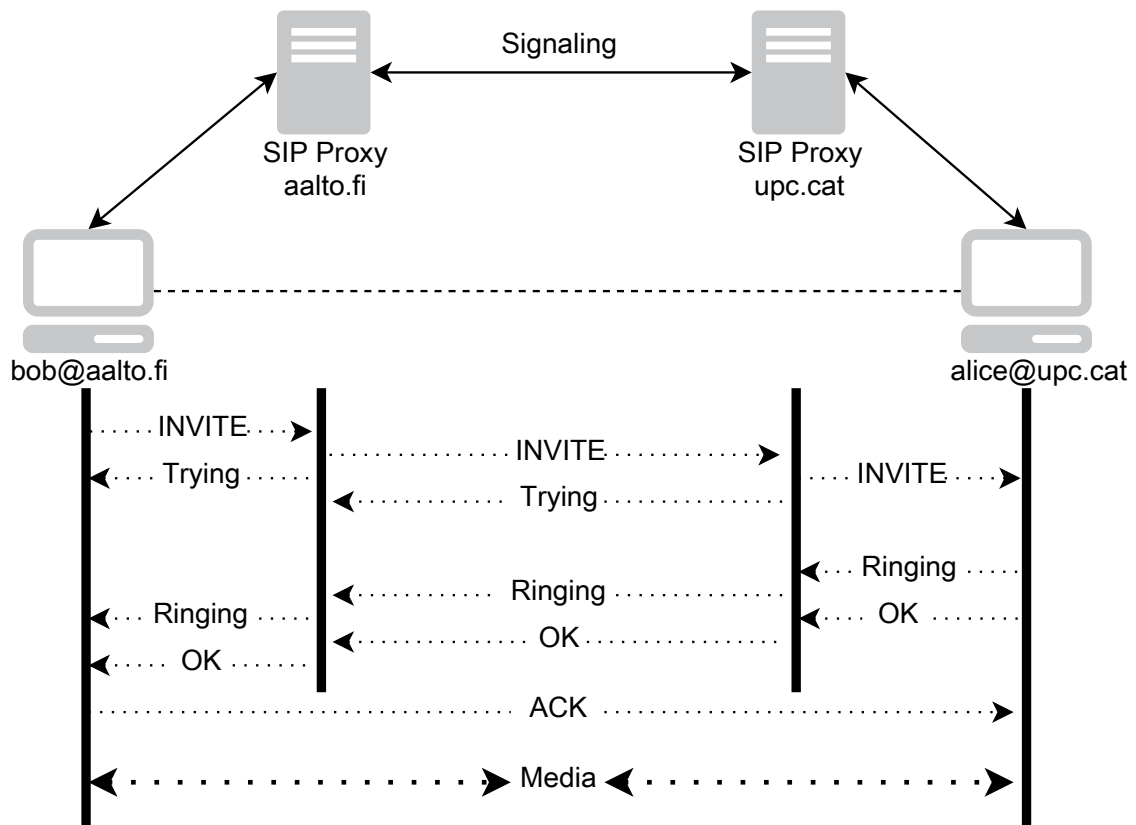 Signaling
SIP Proxy
aalto.fi
SIP Proxy
upc.cat
bob@aalto.fi
alice@upc.cat
INVITE
INVITE
Trying
INVITE
Trying
Ringing
Ringing
Ringing
OK
OK
OK
ACK
Media